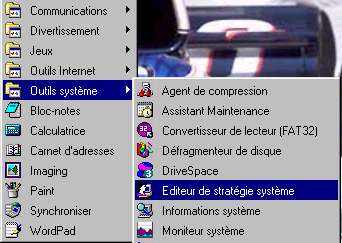 Communications
Divertissement
Jeux
Outils Internet
Outils système
Bloc-notes
Calculatrice
Carnet d'adresses
Imaging
Paint
Synchroniser
WordPad
Agent de compression
Assistant Maintenance
Convertisseur de lecteur (FAT32)
Défragmenteur de disque
DriveSpace
Editeur de stratégie système
Informations système
Moniteur système